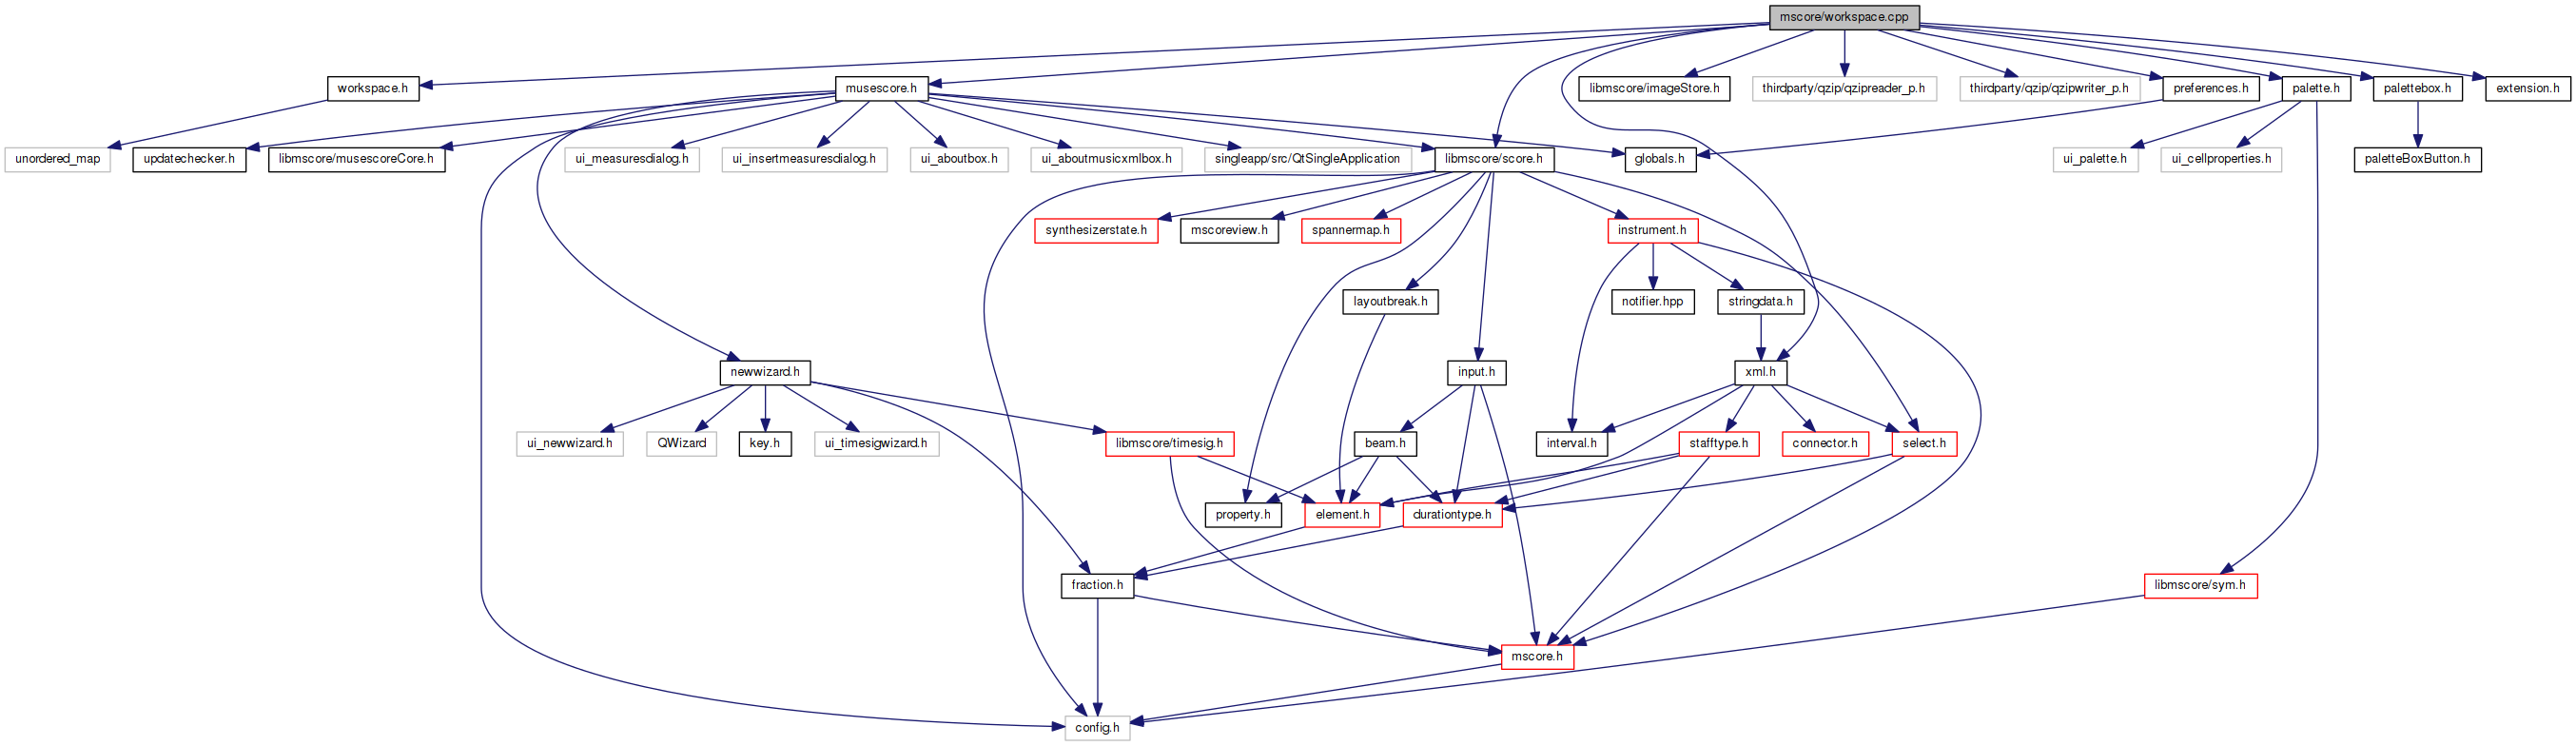 mscore/workspace.cpp
workspace.h
musescore.h
libmscore/imageStore.h
thirdparty/qzip/qzipreader_p.h
thirdparty/qzip/qzipwriter_p.h
preferences.h
palette.h
palettebox.h
extension.h
unordered_map
updatechecker.h
libmscore/musescoreCore.h
ui_measuresdialog.h
ui_insertmeasuresdialog.h
ui_aboutbox.h
ui_aboutmusicxmlbox.h
singleapp/src/QtSingleApplication
libmscore/score.h
globals.h
ui_palette.h
ui_cellproperties.h
paletteBoxButton.h
synthesizerstate.h
mscoreview.h
spannermap.h
instrument.h
layoutbreak.h
notifier.hpp
stringdata.h
newwizard.h
input.h
xml.h
ui_newwizard.h
QWizard
key.h
ui_timesigwizard.h
libmscore/timesig.h
beam.h
interval.h
stafftype.h
connector.h
select.h
property.h
element.h
durationtype.h
fraction.h
libmscore/sym.h
mscore.h
config.h